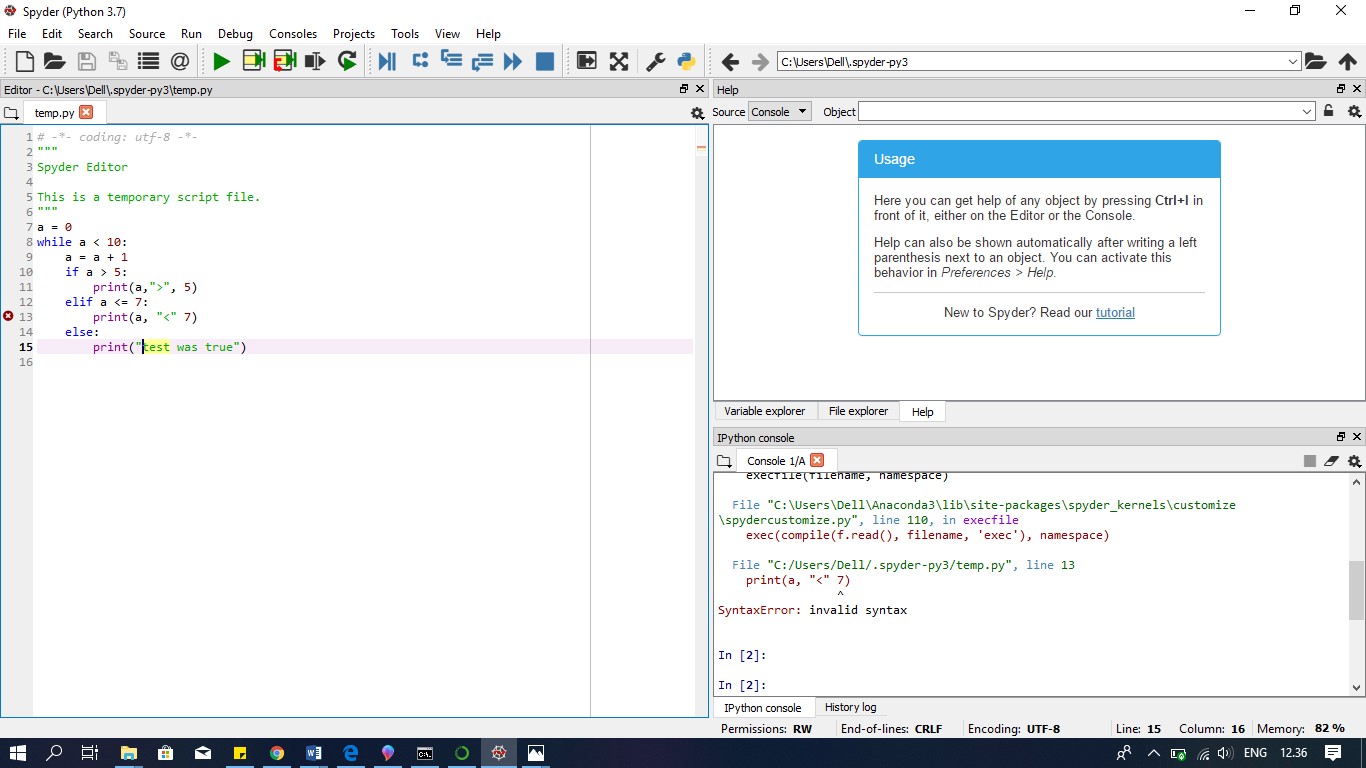 Spyder (Python 3.7)
File Edit Search Source Run Debug Consoles Projects Tools View Help
C:\Users\Dell\.spyder-py3
Editor - C:\Users\Dell\.spyder-py3\temp.py
temp.py
1 # -*- coding: utf-8 -*-
2 """
3 Spyder Editor
4
5 This is a temporary script file.
6 """
7 a = 0
8 while a < 10:
9     a = a + 1
10     if a > 5:
11         print(a,">", 5)
12     elif a <= 7:
13         print(a, "<" 7)
14     else:
15         print("test was true")
16
Help
Source Console Object
Usage
Here you can get help of any object by pressing Ctrl+I in
front of it, either on the Editor or the Console.
Help can also be shown automatically after writing a left
parenthesis next to an object. You can activate this
behavior in Preferences > Help.
New to Spyder? Read our tutorial
Variable explorer File explorer Help
IPython console
Console 1/A
execfile(filename, namespace)
File "C:\Users\Dell\Anaconda3\lib\site-packages\spyder_kernels\customize
\spydercustomize.py", line 110, in execfile
exec(compile(f.read(), filename, 'exec'), namespace)
File "C:/Users/Dell/.spyder-py3/temp.py", line 13
print(a, "<" 7)
^
SyntaxError: invalid syntax
In [2]:
In [2]:
IPython console History log
Permissions: RW End-of-lines: CRLF Encoding: UTF-8 Line: 15 Column: 16 Memory: 82 %
ENG 12.36